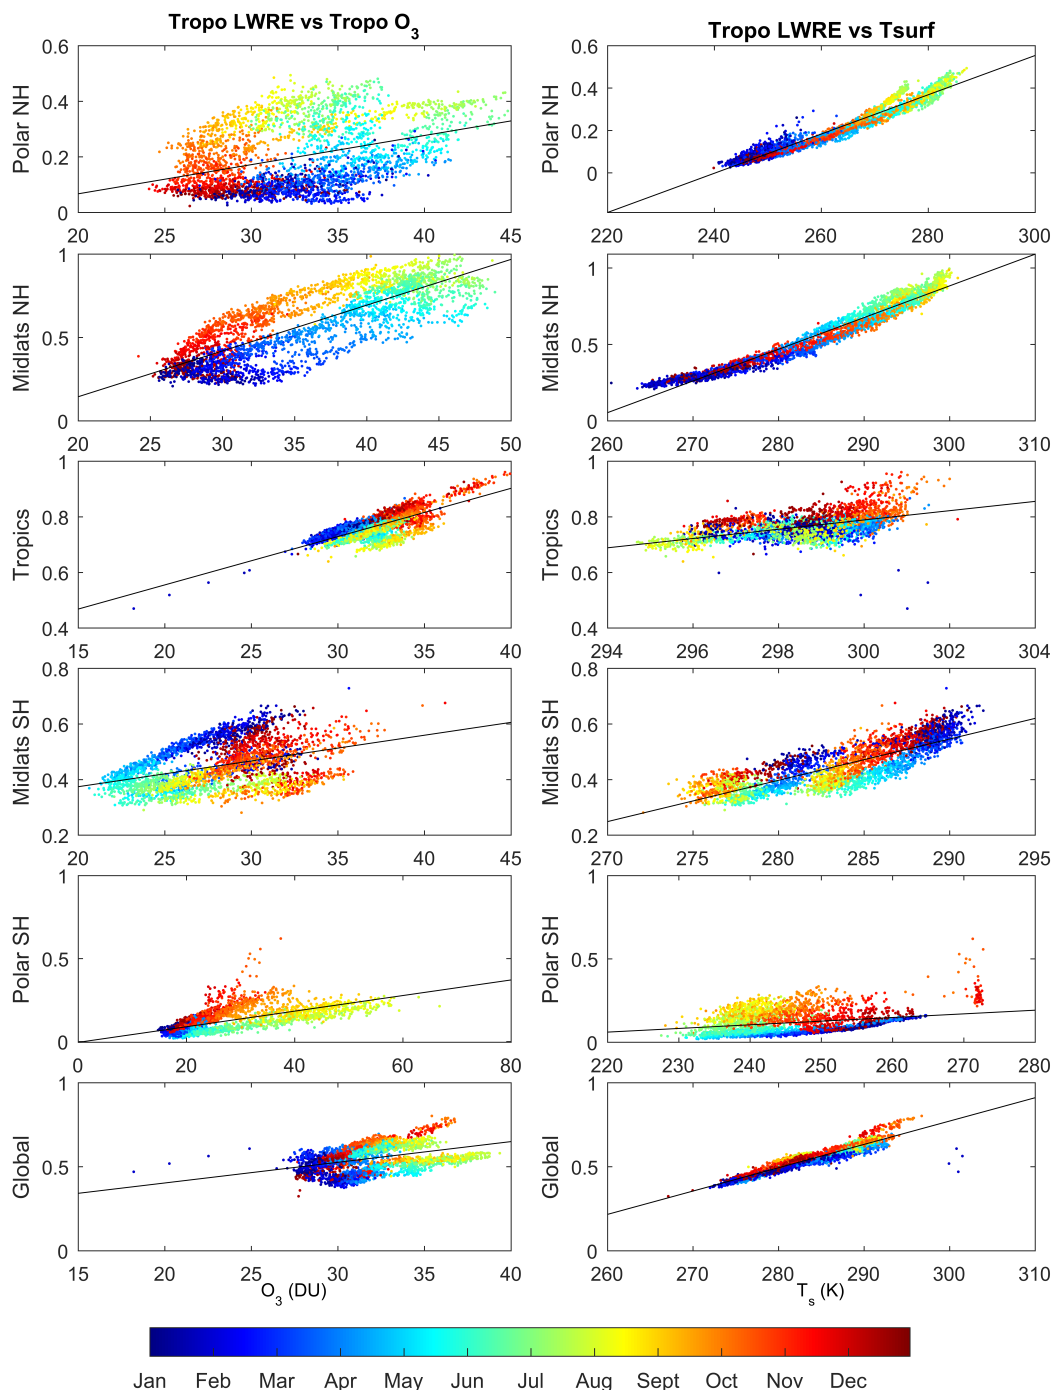 Tropo LWRE vs Tropo O3
Tropo LWRE vs Tsurf
Polar NH
0.6
0.4
0.2
0
20 25 30 35 40 45
Polar NH
0.6
0.4
0.2
0
220 240 260 280 300
Midlats NH
1
0.5
0
20 25 30 35 40 45 50
Midlats NH
1
0.5
0
260 270 280 290 300 310
Tropics
1
0.8
0.6
0.4
15 20 25 30 35 40
Tropics
1
0.8
0.6
0.4
294 296 298 300 302 304
Midlats SH
0.8
0.6
0.4
0.2
20 25 30 35 40 45
Midlats SH
0.8
0.6
0.4
0.2
270 275 280 285 290 295
Polar SH
1
0.5
0
0 20 40 60 80
Polar SH
1
0.5
0
220 230 240 250 260 270 280
Global
1
0.5
0
15 20 25 30 35 40
O3 (DU)
Global
1
0.5
0
260 270 280 290 300 310
Ts (K)
Jan Feb Mar Apr May Jun Jul Aug Sept Oct Nov Dec